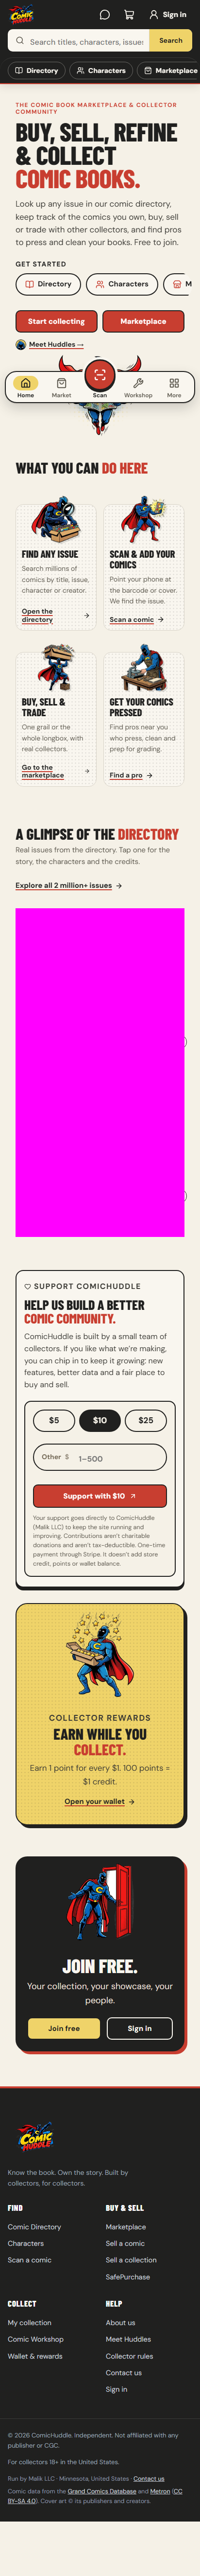 COMIC HUDDLE
Sign in
Search titles, characters, issues
Search
Directory
Characters
Marketplace
THE COMIC BOOK MARKETPLACE & COLLECTOR
COMMUNITY
BUY, SELL, REFINE
& COLLECT
COMIC BOOKS.
Look up any issue in our comic directory,
keep track of the comics you own, buy, sell
or trade with other collectors, and find pros
to press and clean your books. Free to join.
GET STARTED
Directory
Characters
M
Start collecting
Marketplace
Meet Huddles →
Home
Market
Scan
Workshop
More
WHAT YOU CAN DO HERE
FIND ANY ISSUE
Search millions of
comics by title, issue,
character or creator.
Open the
directory →
SCAN & ADD YOUR
COMICS
Point your phone at
the barcode or cover.
We find the issue.
Scan a comic →
BUY, SELL &
TRADE
One grail or the
whole longbox, with
real collectors.
Go to the
marketplace →
GET YOUR COMICS
PRESSED
Find pros near you
who press, clean and
prep for grading.
Find a pro →
A GLIMPSE OF THE DIRECTORY
Real issues from the directory. Tap one for the
story, the characters and the credits.
Explore all 2 million+ issues →
SUPPORT COMICHUDDLE
HELP US BUILD A BETTER
COMIC COMMUNITY.
ComicHuddle is built by a small team of
collectors. If you like what we're making,
you can chip in to keep it growing: new
features, better data and a fair place to
buy and sell.
$5
$10
$25
Other $ 1–500
Support with $10 ↗
Your support goes directly to ComicHuddle
(Malik LLC) to keep the site running and
improving. Contributions aren't charitable
donations and aren't tax-deductible. One-time
payment through Stripe. It doesn't add store
credit, points or wallet balance.
COLLECTOR REWARDS
EARN WHILE YOU
COLLECT.
Earn 1 point for every $1. 100 points =
$1 credit.
Open your wallet →
JOIN FREE.
Your collection, your showcase, your
people.
Join free
Sign in
COMIC HUDDLE
Know the book. Own the story. Built by
collectors, for collectors.
FIND
Comic Directory
Characters
Scan a comic
BUY & SELL
Marketplace
Sell a comic
Sell a collection
SafePurchase
COLLECT
My collection
Comic Workshop
Wallet & rewards
HELP
About us
Meet Huddles
Collector rules
Contact us
Sign in
© 2026 ComicHuddle. Independent. Not affiliated with any
publisher or CGC.
For collectors 18+ in the United States.
Run by Malik LLC · Minnesota, United States · Contact us
Comic data from the Grand Comics Database and Metron (CC
BY-SA 4.0). Cover art © its publishers and creators.